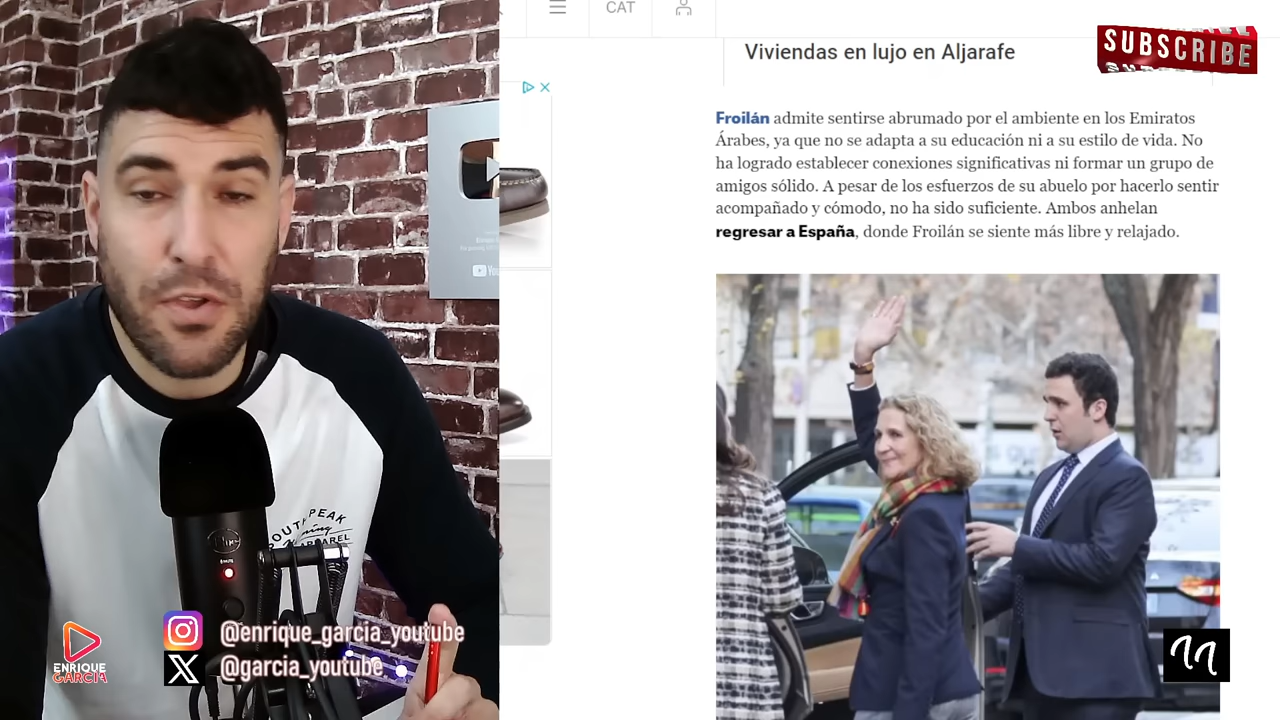 CAT
Viviendas en lujo en Aljarafe
SUBSCRIBE
Froilán admite sentirse abrumado por el ambiente en los Emiratos
Árabes, ya que no se adapta a su educación ni a su estilo de vida. No
ha logrado establecer conexiones significativas ni formar un grupo de
amigos sólido. A pesar de los esfuerzos de su abuelo por hacerlo sentir
acompañado y cómodo, no ha sido suficiente. Ambos anhelan
regresar a España, donde Froilán se siente más libre y relajado.
@enrique_garcia_youtube
@garcia_youtube
ENRIQUE
GARCIA